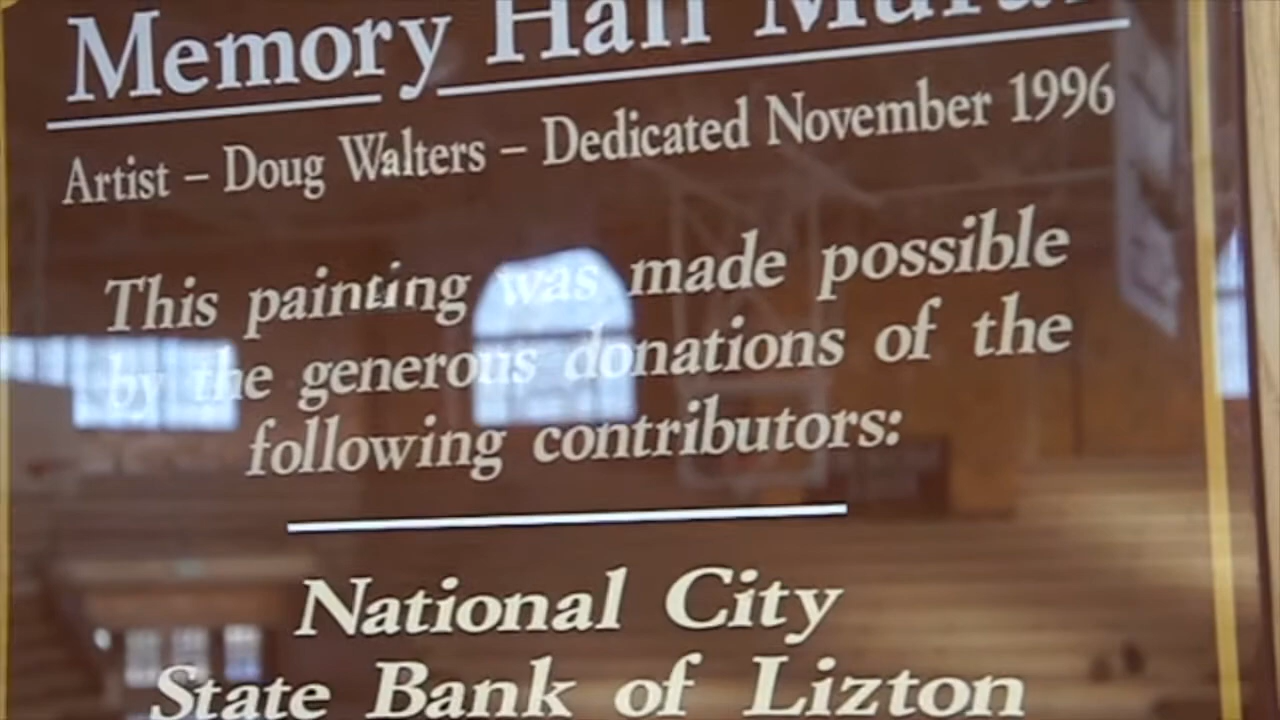 Memory Hall Mural
Artist – Doug Walters – Dedicated November 1996
This painting was made possible
by the generous donations of the
following contributors:
National City
State Bank of Lizton